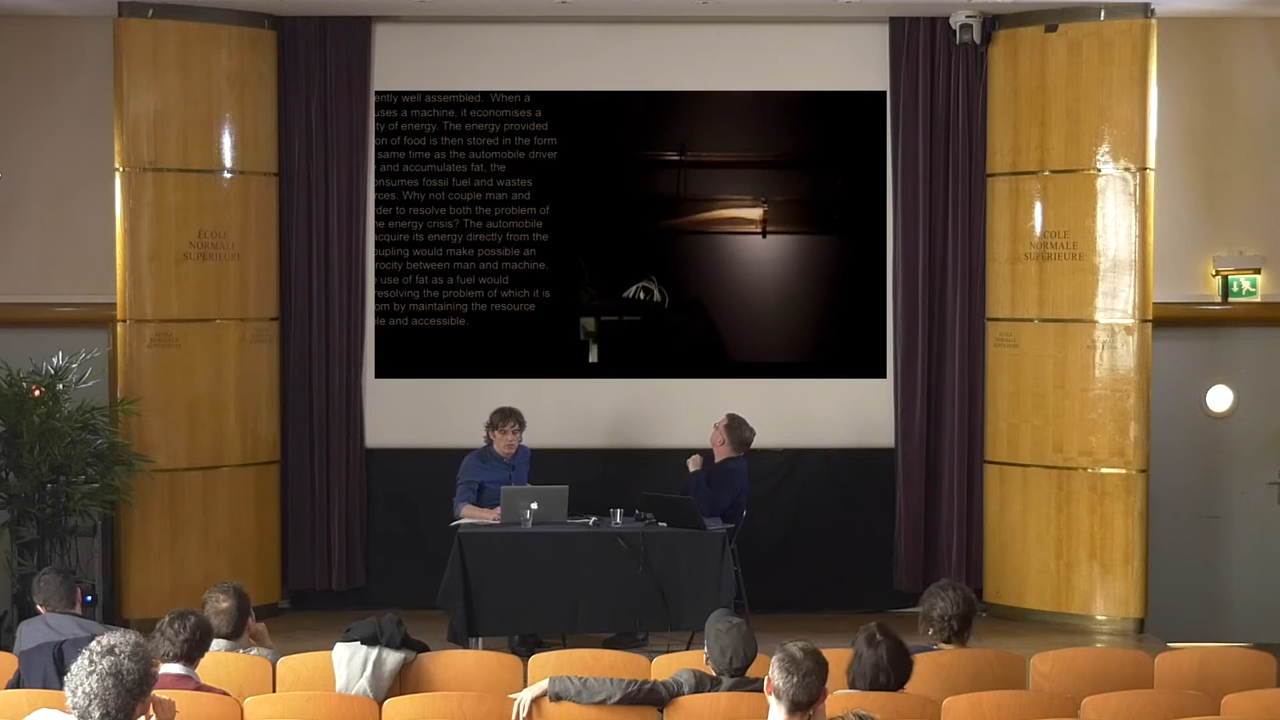 ently well assembled.  When a
uses a machine, it economises a
ty of energy. The energy provided
on of food is then stored in the form
same time as the automobile driver
and accumulates fat, the
onsumes fossil fuel and wastes
rces. Why not couple man and
rder to resolve both the problem of
e energy crisis? The automobile
acquire its energy directly from the
oupling would make possible an
rocity between man and machine.
use of fat as a fuel would
resolving the problem of which it is
om by maintaining the resource
le and accessible.
ÉCOLE
NORMALE
SUPÉRIEURE
ÉCOLE
NORMALE
SUPÉRIEURE